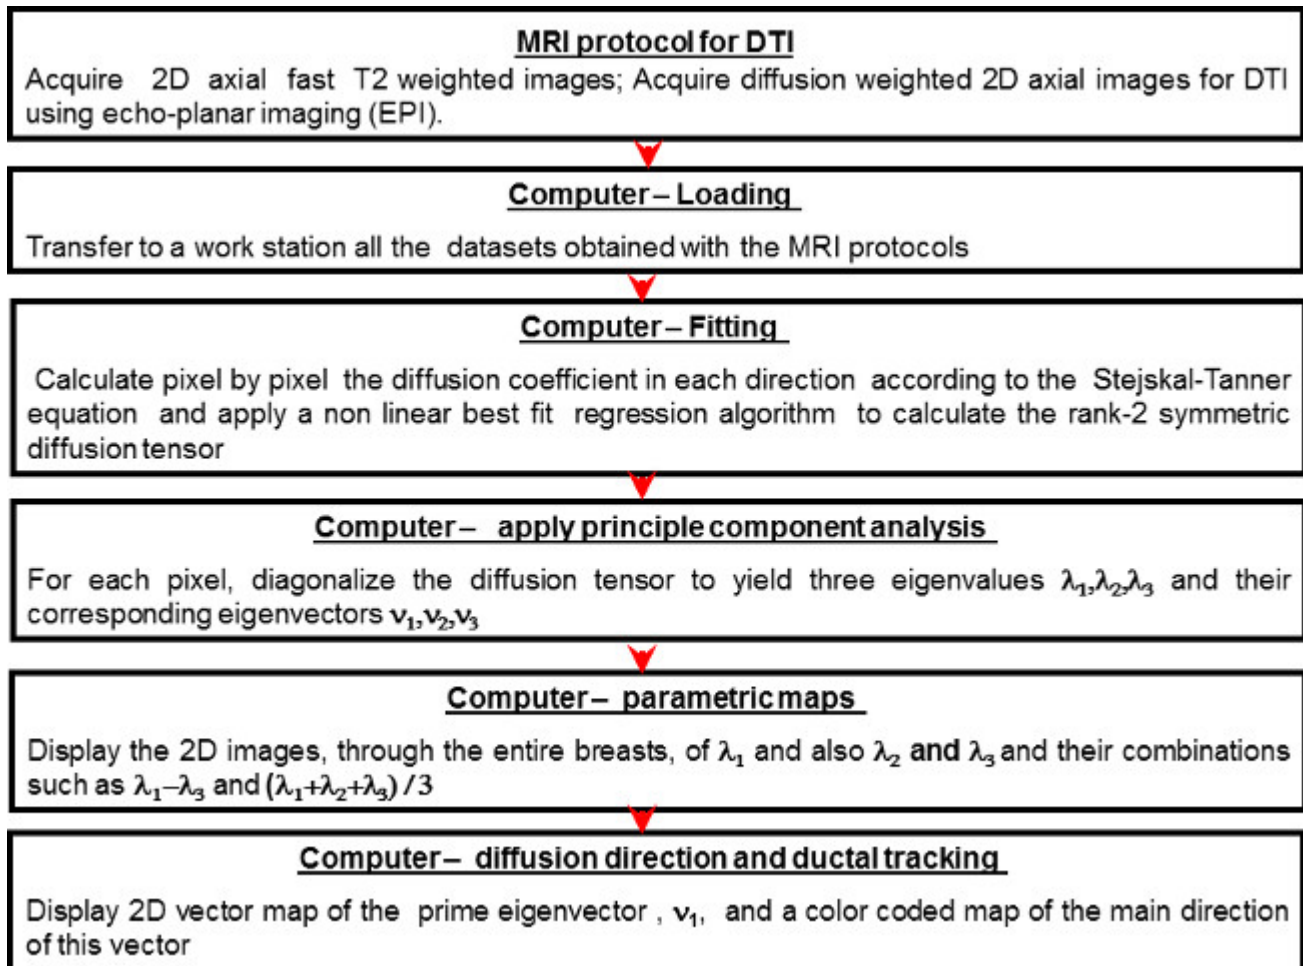 MRI protocol for DTI
Acquire 2D axial fast T2 weighted images; Acquire diffusion weighted 2D axial images for DTI
using echo-planar imaging (EPI).
Computer – Loading
Transfer to a work station all the datasets obtained with the MRI protocols
Computer – Fitting
Calculate pixel by pixel the diffusion coefficient in each direction according to the Stejskal-Tanner
equation and apply a non linear best fit regression algorithm to calculate the rank-2 symmetric
diffusion tensor
Computer – apply principle component analysis
For each pixel, diagonalize the diffusion tensor to yield three eigenvalues λ₁,λ₂,λ₃ and their
corresponding eigenvectors ν₁,ν₂,ν₃
Computer – parametric maps
Display the 2D images, through the entire breasts, of λ₁ and also λ₂ and λ₃ and their combinations
such as λ₁–λ₃ and (λ₁+λ₂+λ₃) /3
Computer – diffusion direction and ductal tracking
Display 2D vector map of the prime eigenvector , ν₁, and a color coded map of the main direction
of this vector